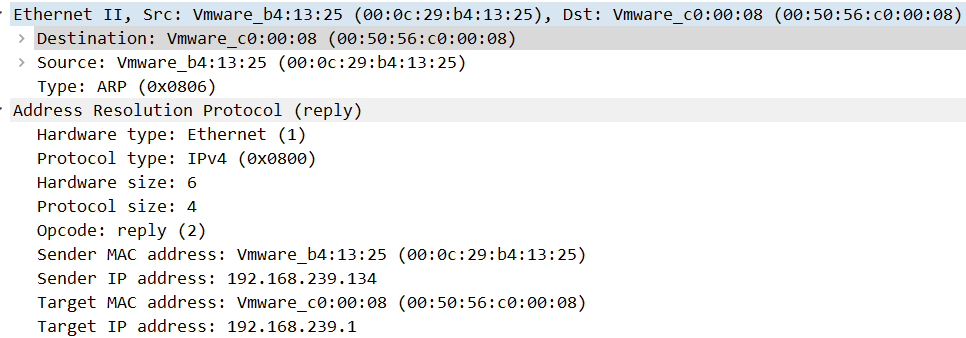 Ethernet II, Src: Vmware_b4:13:25 (00:0c:29:b4:13:25), Dst: Vmware_c0:00:08 (00:50:56:c0:00:08)
Destination: Vmware_c0:00:08 (00:50:56:c0:00:08)
Source: Vmware_b4:13:25 (00:0c:29:b4:13:25)
Type: ARP (0x0806)
Address Resolution Protocol (reply)
Hardware type: Ethernet (1)
Protocol type: IPv4 (0x0800)
Hardware size: 6
Protocol size: 4
Opcode: reply (2)
Sender MAC address: Vmware_b4:13:25 (00:0c:29:b4:13:25)
Sender IP address: 192.168.239.134
Target MAC address: Vmware_c0:00:08 (00:50:56:c0:00:08)
Target IP address: 192.168.239.1